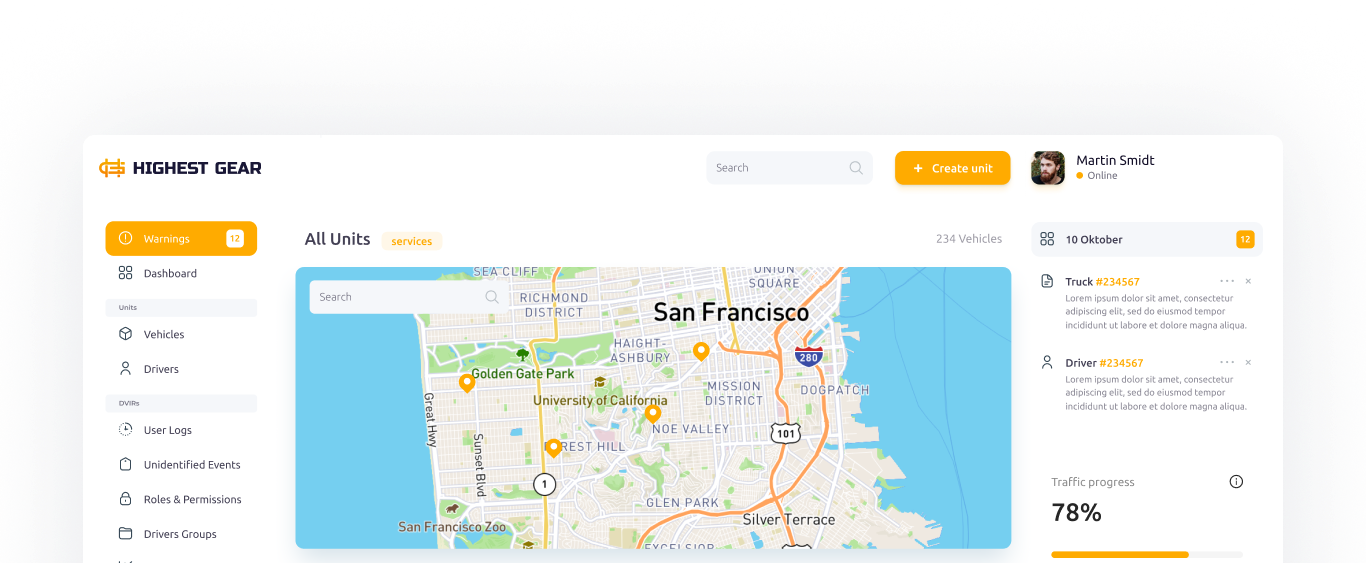 HIGHEST GEAR
Search
+ Create unit
Martin Smidt
Online
Warnings 12
Dashboard
Units
Vehicles
Drivers
DVIRs
User Logs
Unidentified Events
Roles & Permissions
Drivers Groups
All Units services
234 Vehicles
Search
SEA CLIFF
RICHMOND
DISTRICT
UNION
SQUARE
San Francisco
HAIGHT-
ASHBURY
280
Golden Gate Park
University of California
MISSION
DISTRICT
DOGPATCH
Great Hwy
Sunset Blvd
NOE VALLEY
101
FOREST HILL
1
GLEN PARK
Silver Terrace
San Francisco Zoo
EXCELSIOR
10 Oktober 12
Truck #234567
Lorem ipsum dolor sit amet, consectetur
adipiscing elit, sed do eiusmod tempor
incididunt ut labore et dolore magna aliqua.
Driver #234567
Lorem ipsum dolor sit amet, consectetur
adipiscing elit, sed do eiusmod tempor
incididunt ut labore et dolore magna aliqua.
Traffic progress
78%